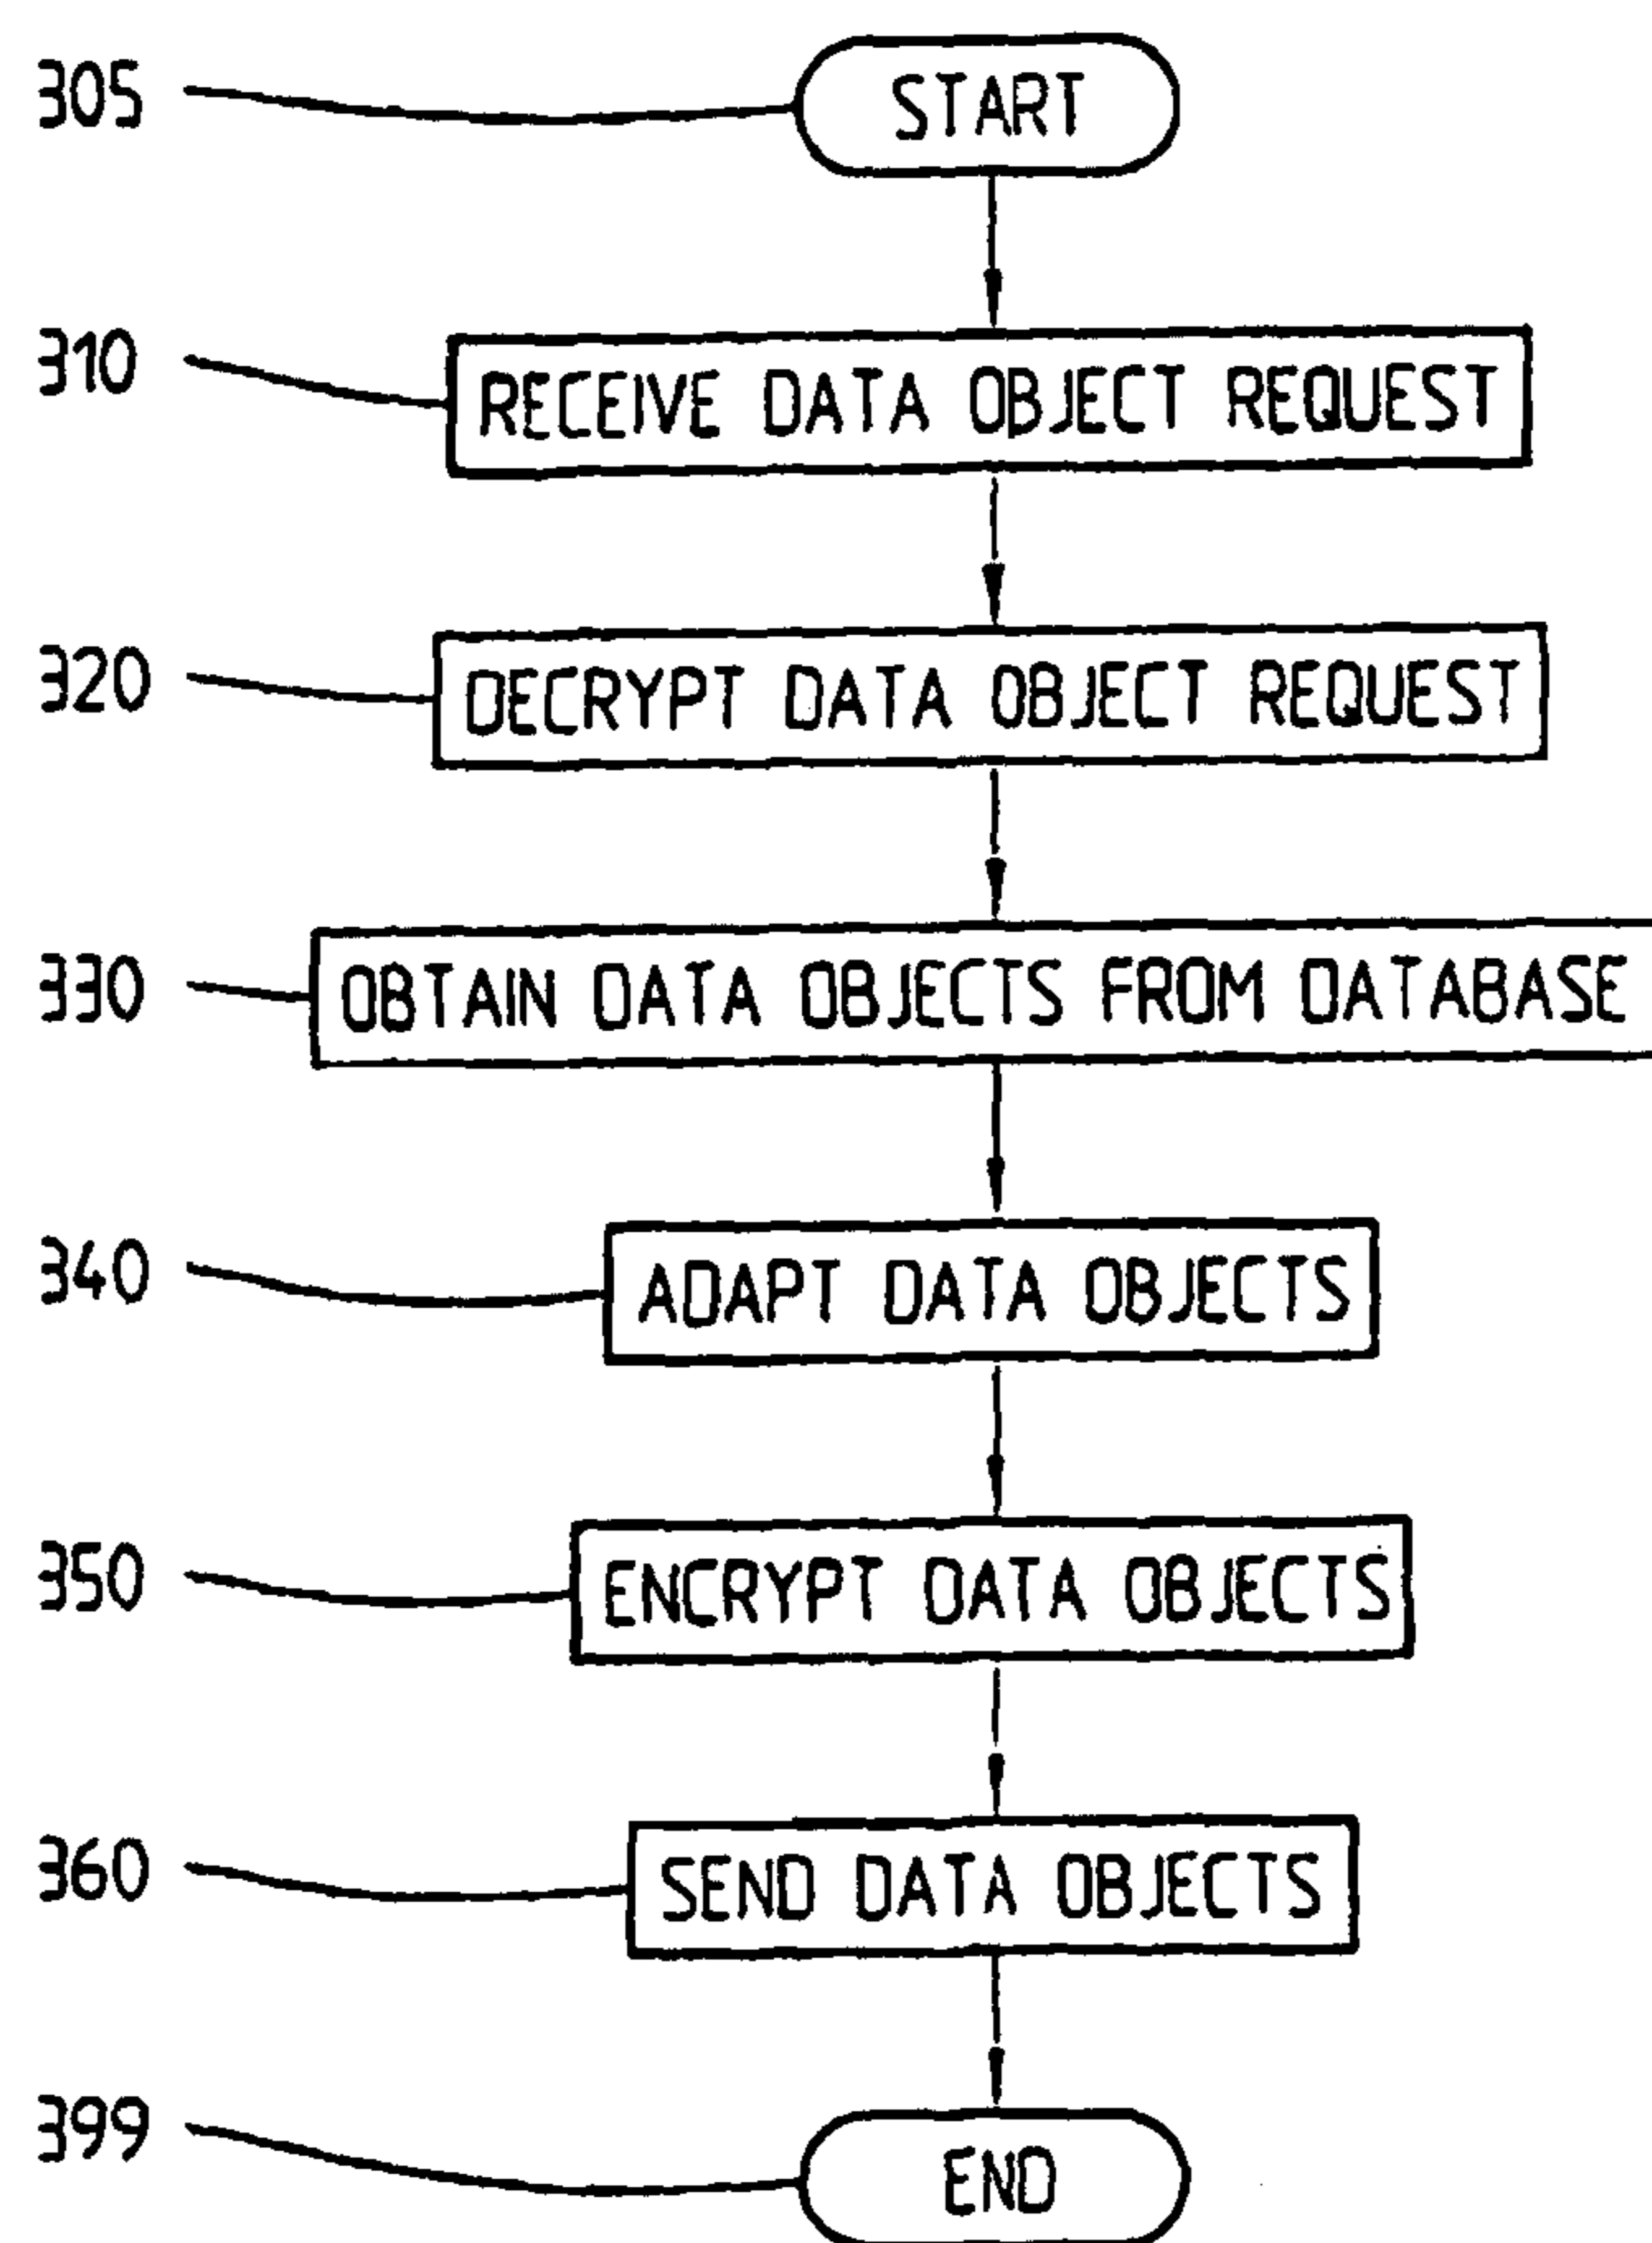 305 START
310 RECEIVE DATA OBJECT REQUEST
320 DECRYPT DATA OBJECT REQUEST
330 OBTAIN DATA OBJECTS FROM DATABASE
340 ADAPT DATA OBJECTS
350 ENCRYPT DATA OBJECTS
360 SEND DATA OBJECTS
399 END